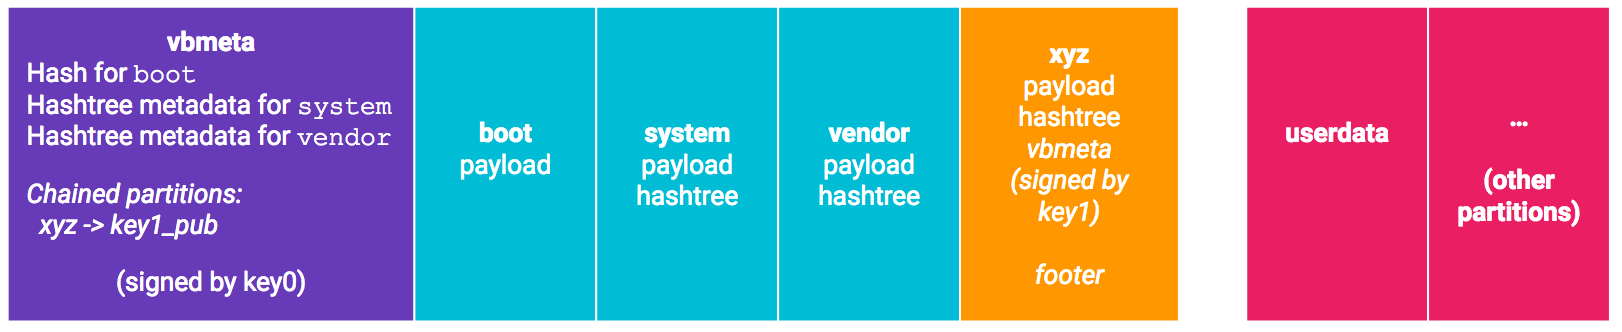 vbmeta
Hash for boot
Hashtree metadata for system
Hashtree metadata for vendor
Chained partitions:
xyz -> key1_pub
(signed by key0)
boot
payload
system
payload
hashtree
vendor
payload
hashtree
xyz
payload
hashtree
vbmeta
(signed by
key1)
footer
userdata
...
(other
partitions)